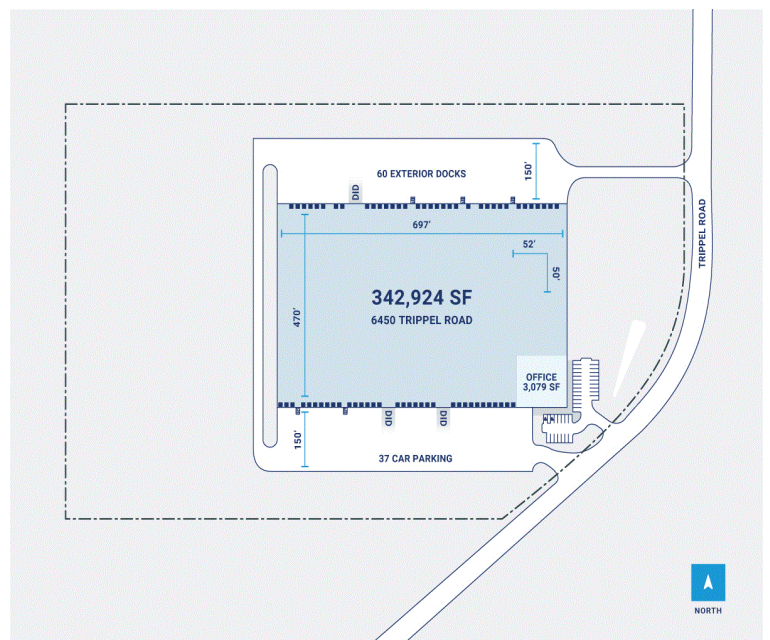 60 EXTERIOR DOCKS
150'
DID
697'
52'
50'
TRIPPEL ROAD
342,924 SF
6450 TRIPPEL ROAD
470'
OFFICE
3,079 SF
DID
DID
150'
37 CAR PARKING
NORTH